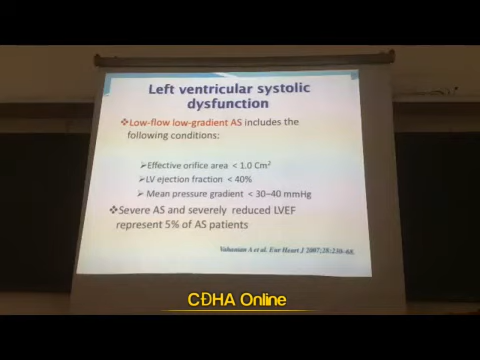 Left ventricular systolic
dysfunction
❖Low-flow low-gradient AS includes the
following conditions:
➢Effective orifice area < 1.0 Cm²
➢LV ejection fraction < 40%
➢Mean pressure gradient < 30–40 mmHg
❖Severe AS and severely reduced LVEF
represent 5% of AS patients
Vahanian A et al. Eur Heart J 2007;28:230–68.
CĐHA Online